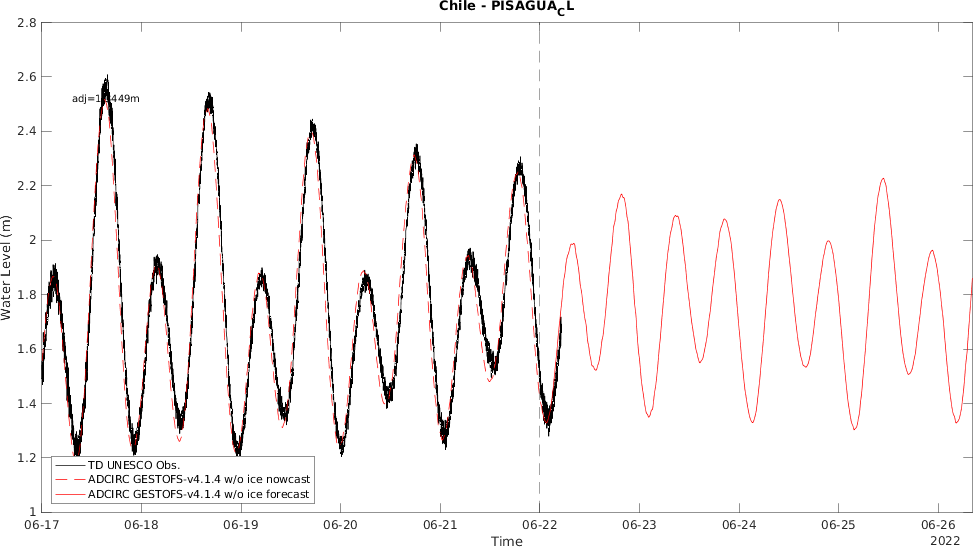 Chile - PISAGUA_CL
2.8
2.6
2.4
2.2
2
1.8
1.6
1.4
1.2
1
Water Level (m)
TD UNESCO Obs.
ADCIRC GESTOFS-v4.1.4 w/o ice nowcast
ADCIRC GESTOFS-v4.1.4 w/o ice forecast
06-17 06-18 06-19 06-20 06-21 06-22 06-23 06-24 06-25 06-26
Time
2022